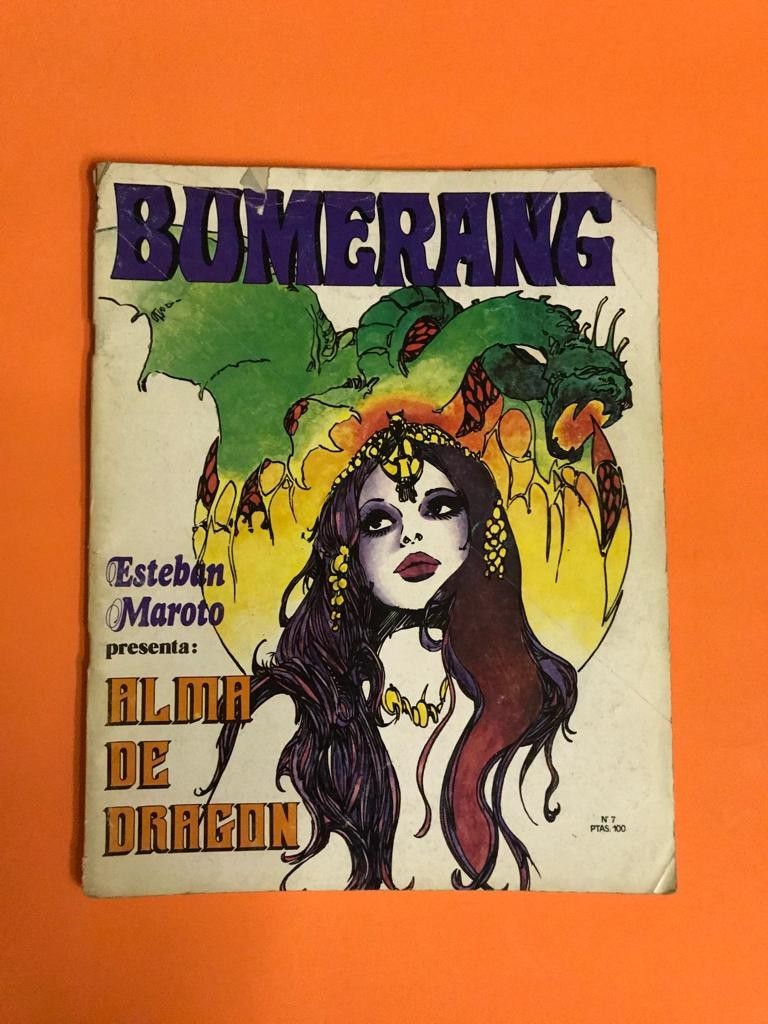 BUMERANG
Esteban
Maroto
presenta:
ALMA
DE
DRAGON
Nº 7
PTAS. 100